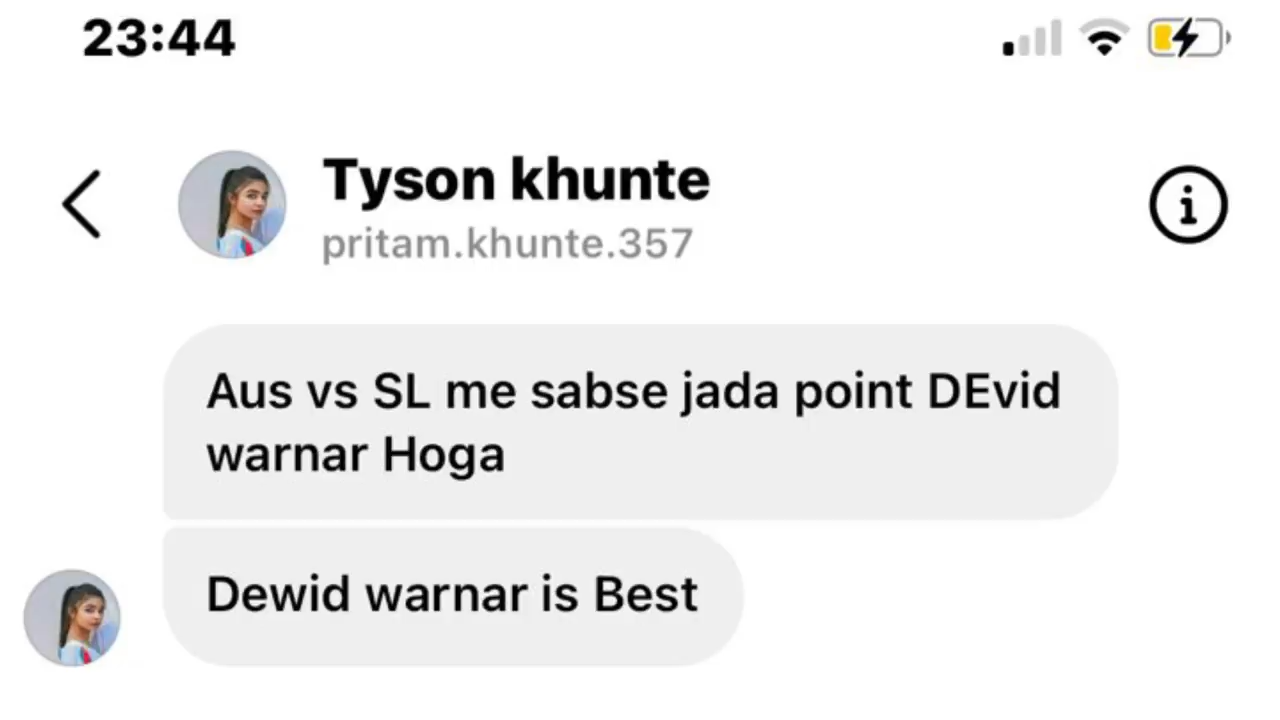 23:44
Tyson khunte
pritam.khunte.357
Aus vs SL me sabse jada point DEvid
warnar Hoga
Dewid warnar is Best